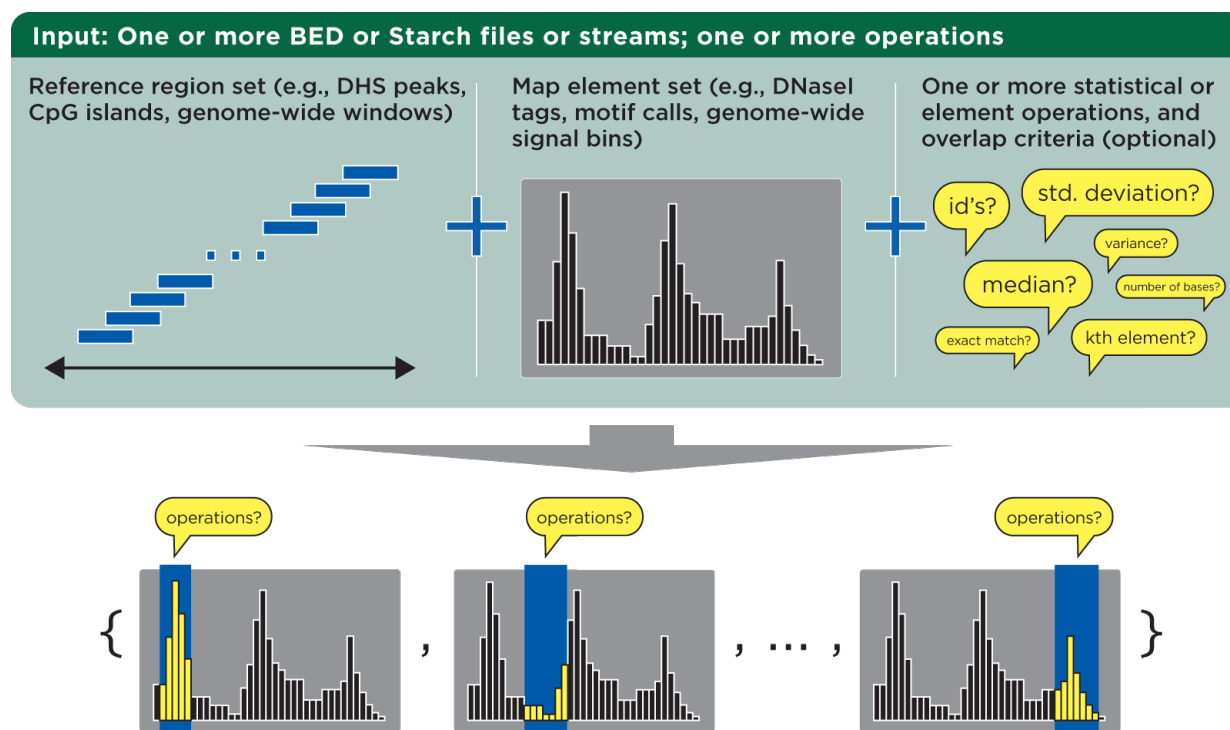 Input: One or more BED or Starch files or streams; one or more operations
Reference region set (e.g., DHS peaks,
CpG islands, genome-wide windows)
Map element set (e.g., DNaseI
tags, motif calls, genome-wide
signal bins)
One or more statistical or
element operations, and
overlap criteria (optional)
id's?
std. deviation?
variance?
median?
number of bases?
exact match?
kth element?
operations?
operations?
operations?
{ , , ... , }